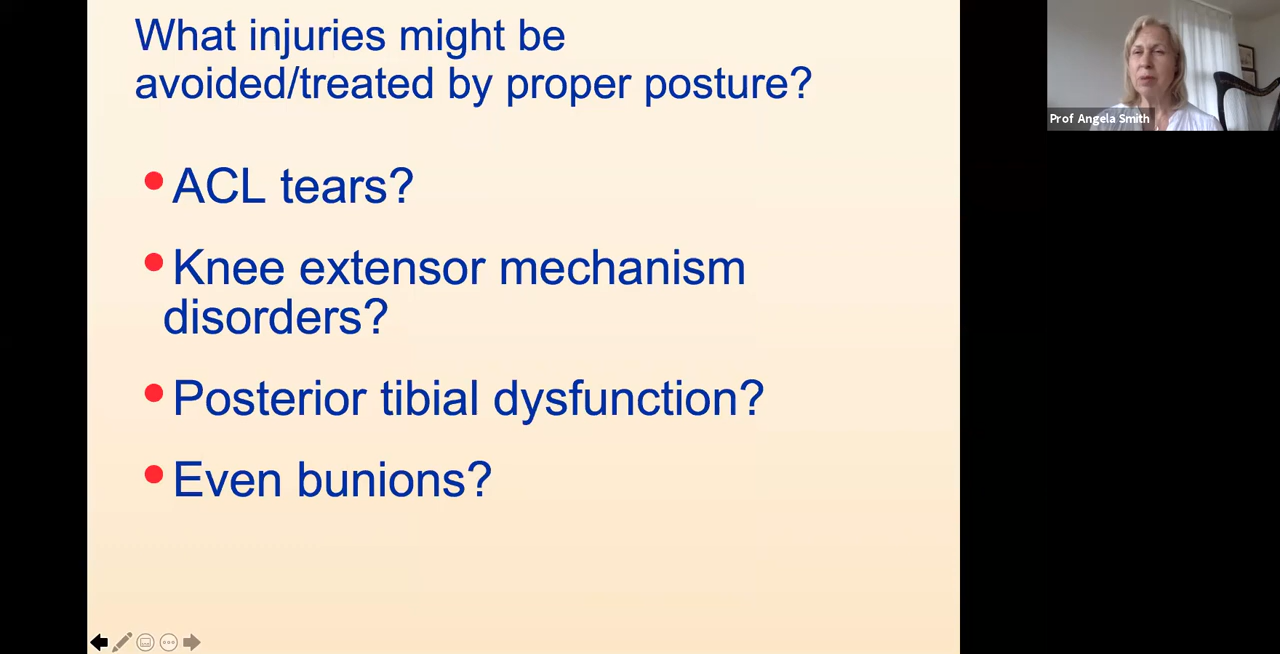 What injuries might be
avoided/treated by proper posture?
ACL tears?
Knee extensor mechanism
disorders?
Posterior tibial dysfunction?
Even bunions?
Prof Angela Smith